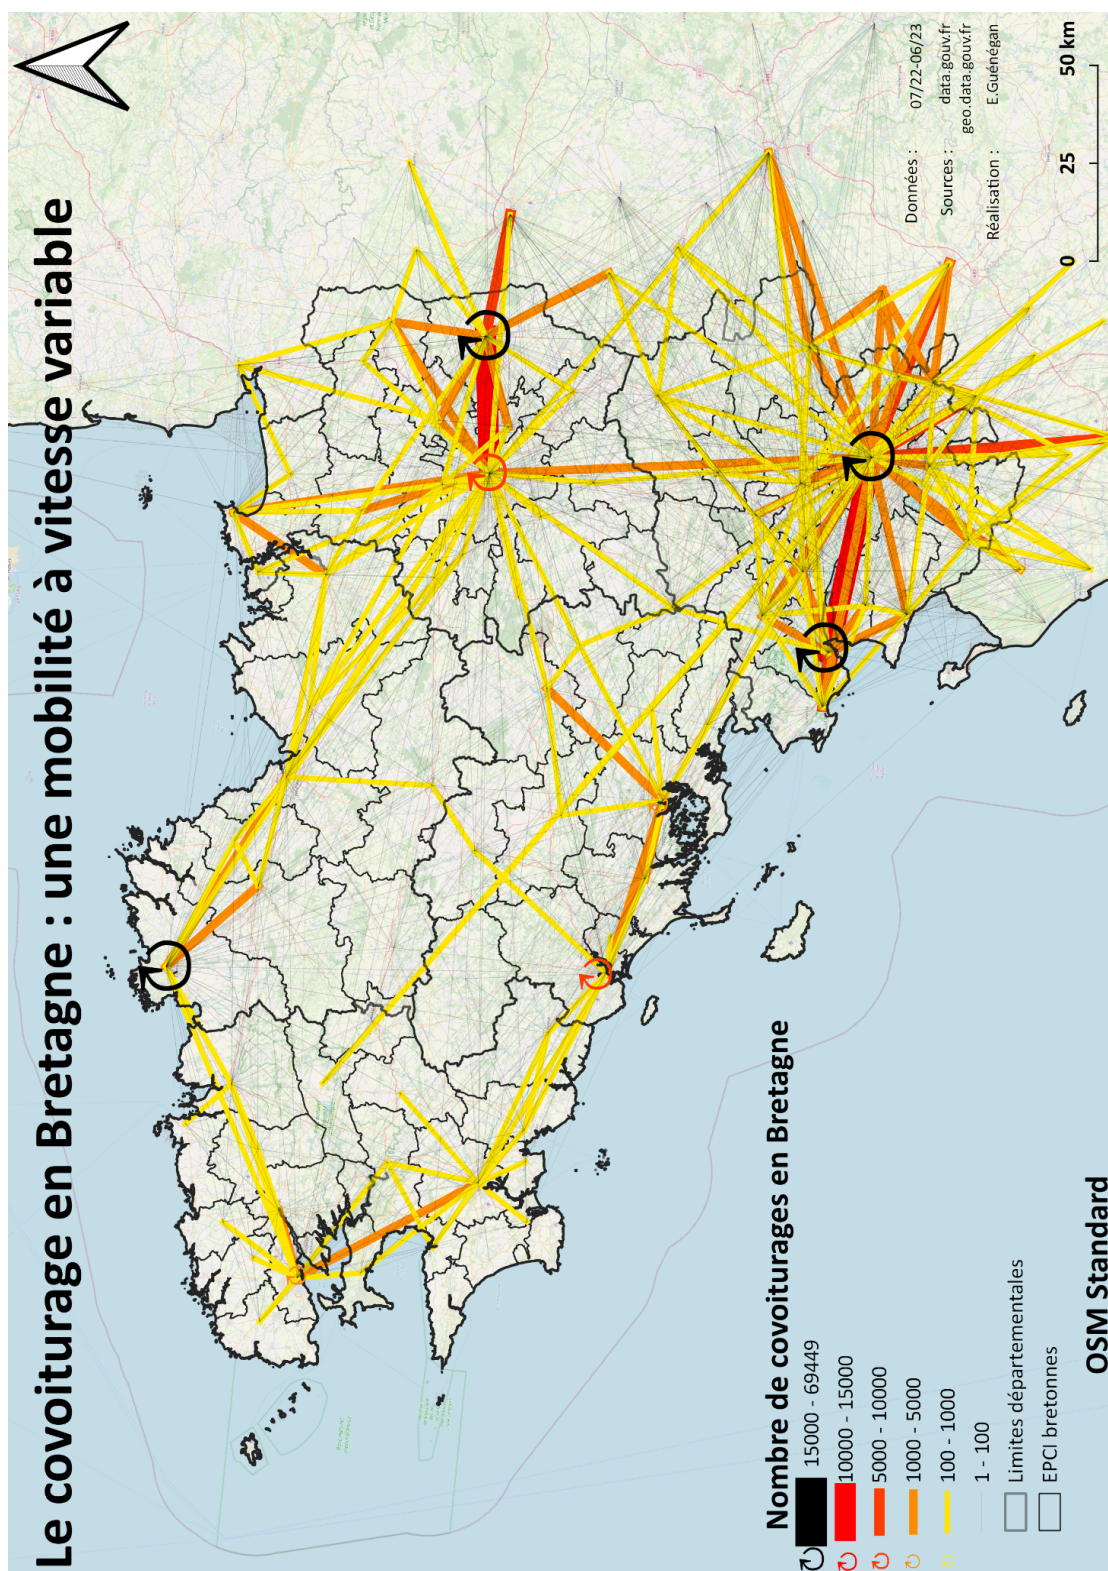 Le covoiturage en Bretagne : une mobilité à vitesse variable
Nombre de covoiturages en Bretagne
15000 - 69449
10000 - 15000
5000 - 10000
1000 - 5000
100 - 1000
1 - 100
Limites départementales
EPCI bretonnes
OSM Standard
Données : 07/22-06/23
Sources : data.gouv.fr
geo.data.gouv.fr
Réalisation : E.Guénégan
0 25 50 km